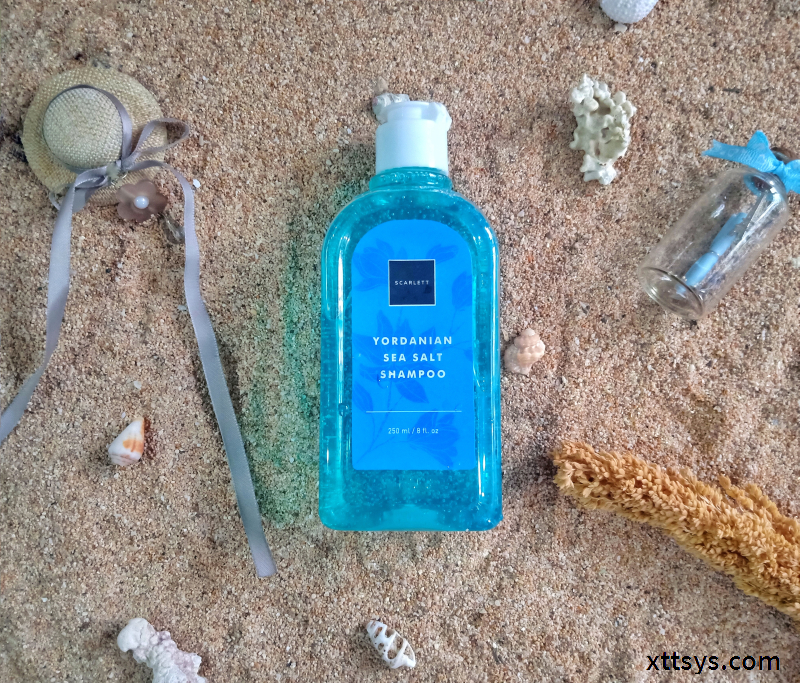 SCARLETT
YORDANIAN
SEA SALT
SHAMPOO
250 ml / 8 fl. oz
xttsys.com